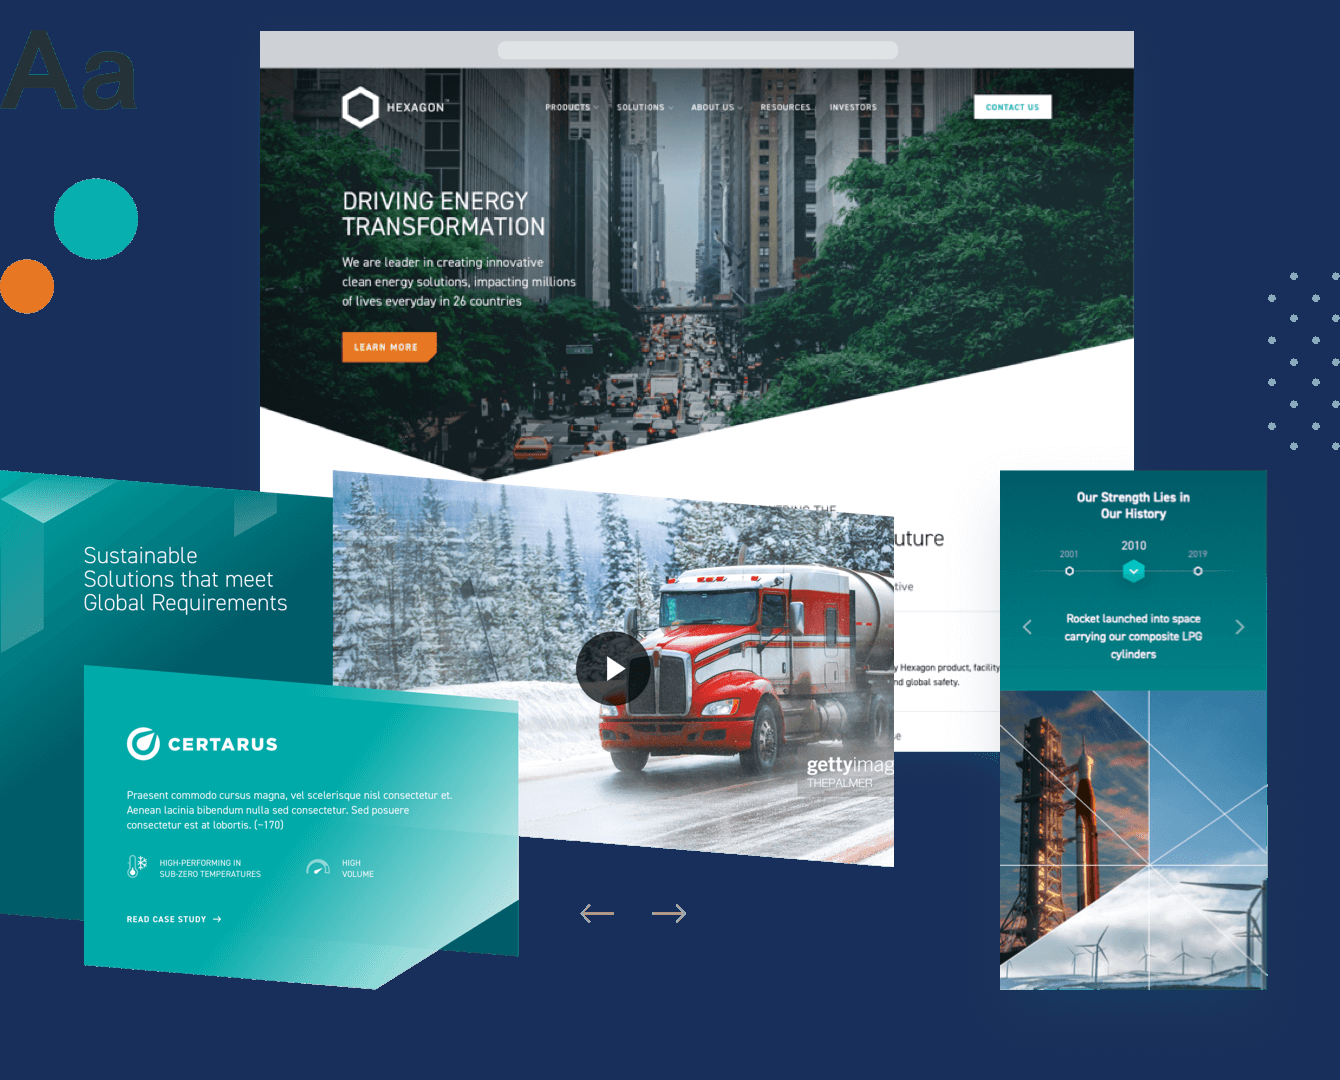 Aa
HEXAGON
PRODUCTS
SOLUTIONS
ABOUT US
RESOURCES
INVESTORS
CONTACT US
DRIVING ENERGY
TRANSFORMATION
We are leader in creating innovative
clean energy solutions, impacting millions
of lives everyday in 26 countries
LEARN MORE
THE
uture
tive
Hexagon product, facility
nd global safety.
se
Sustainable
Solutions that meet
Global Requirements
CERTARUS
Praesent commodo cursus magna, vel scelerisque nisl consectetur et.
Aenean lacinia bibendum nulla sed consectetur. Sed posuere
consectetur est at lobortis. (~170)
HIGH-PERFORMING IN
SUB-ZERO TEMPERATURES
HIGH
VOLUME
READ CASE STUDY
gettyimag
THEPALMER
Our Strength Lies in
Our History
2001
2010
2019
Rocket launched into space
carrying our composite LPG
cylinders